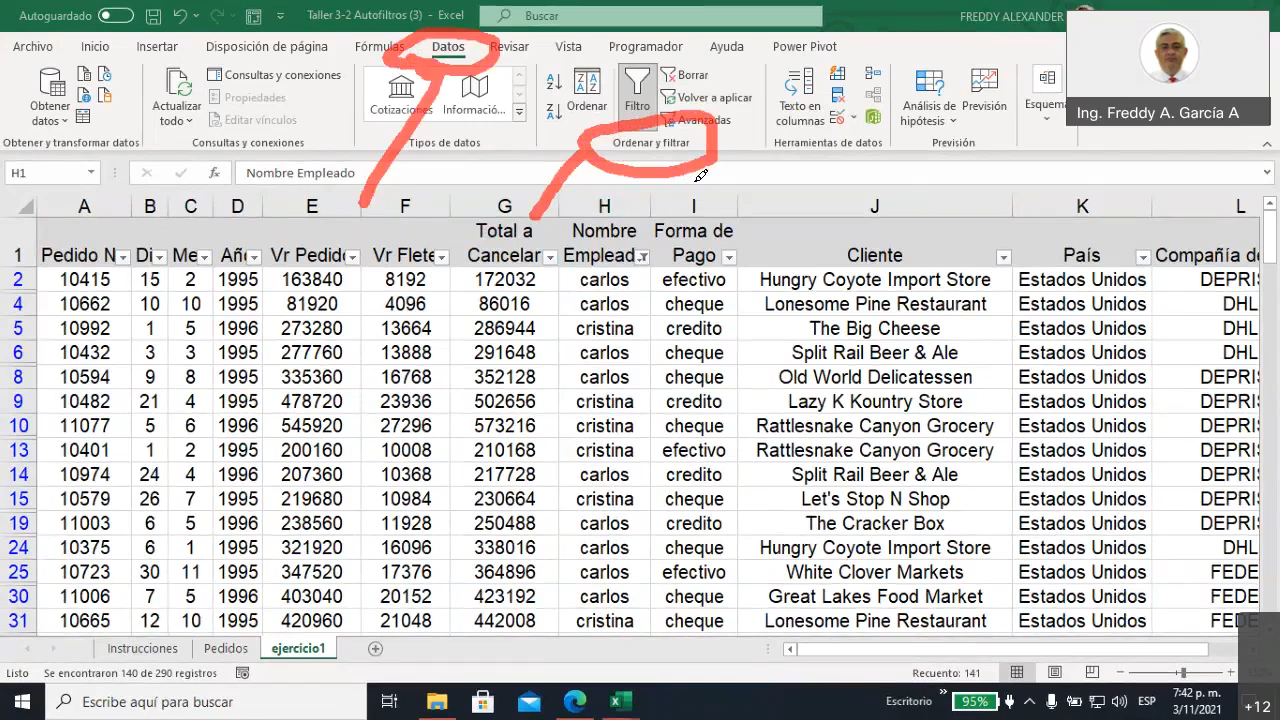 Autoguardado Taller 3-2 Autofiltros (3) - Excel Buscar FREDDY ALEXANDER
Archivo Inicio Insertar Disposición de página Fórmulas Datos Revisar Vista Programador Ayuda Power Pivot
Obtener datos
Actualizar todo
Consultas y conexiones
Propiedades
Editar vínculos
Cotizaciones Informació...
Ordenar
Filtro
Borrar
Volver a aplicar
Avanzadas
Texto en columnas
Análisis de hipótesis
Previsión
Esquema
Obtener y transformar datos Consultas y conexiones Tipos de datos Ordenar y filtrar Herramientas de datos Previsión
Ing. Freddy A. García A
H1 fx Nombre Empleado
A B C D E F G H I J K L
1 Pedido N Di Me Año Vr Pedido Vr Flete Total a Cancelar Nombre Emplead Forma de Pago Cliente País Compañía de
2 10415 15 2 1995 163840 8192 172032 carlos efectivo Hungry Coyote Import Store Estados Unidos DEPRIS
4 10662 10 10 1995 81920 4096 86016 carlos cheque Lonesome Pine Restaurant Estados Unidos DHL
5 10992 1 5 1996 273280 13664 286944 cristina credito The Big Cheese Estados Unidos DHL
6 10432 3 3 1995 277760 13888 291648 carlos cheque Split Rail Beer & Ale Estados Unidos DHL
8 10594 9 8 1995 335360 16768 352128 carlos cheque Old World Delicatessen Estados Unidos DEPRIS
9 10482 21 4 1995 478720 23936 502656 cristina credito Lazy K Kountry Store Estados Unidos DEPRIS
10 11077 5 6 1996 545920 27296 573216 cristina cheque Rattlesnake Canyon Grocery Estados Unidos DEPRIS
13 10401 1 2 1995 200160 10008 210168 cristina efectivo Rattlesnake Canyon Grocery Estados Unidos DEPRIS
14 10974 24 4 1996 207360 10368 217728 carlos credito Split Rail Beer & Ale Estados Unidos DEPRIS
15 10579 26 7 1995 219680 10984 230664 cristina cheque Let's Stop N Shop Estados Unidos DEPRIS
19 11003 6 5 1996 238560 11928 250488 carlos credito The Cracker Box Estados Unidos DEPRIS
24 10375 6 1 1995 321920 16096 338016 carlos cheque Hungry Coyote Import Store Estados Unidos DHL
25 10723 30 11 1995 347520 17376 364896 carlos efectivo White Clover Markets Estados Unidos FEDE
30 11006 7 5 1996 403040 20152 423192 carlos cheque Great Lakes Food Market Estados Unidos FEDE
31 10665 12 10 1995 420960 21048 442008 cristina cheque Lonesome Pine Restaurant Estados Unidos FEDE
Instrucciones Pedidos ejercicio1
Listo Se encontraron 140 de 290 registros Recuento: 141
Escribe aquí para buscar Escritorio 95% ESP 7:42 p. m.
3/11/2021 +12